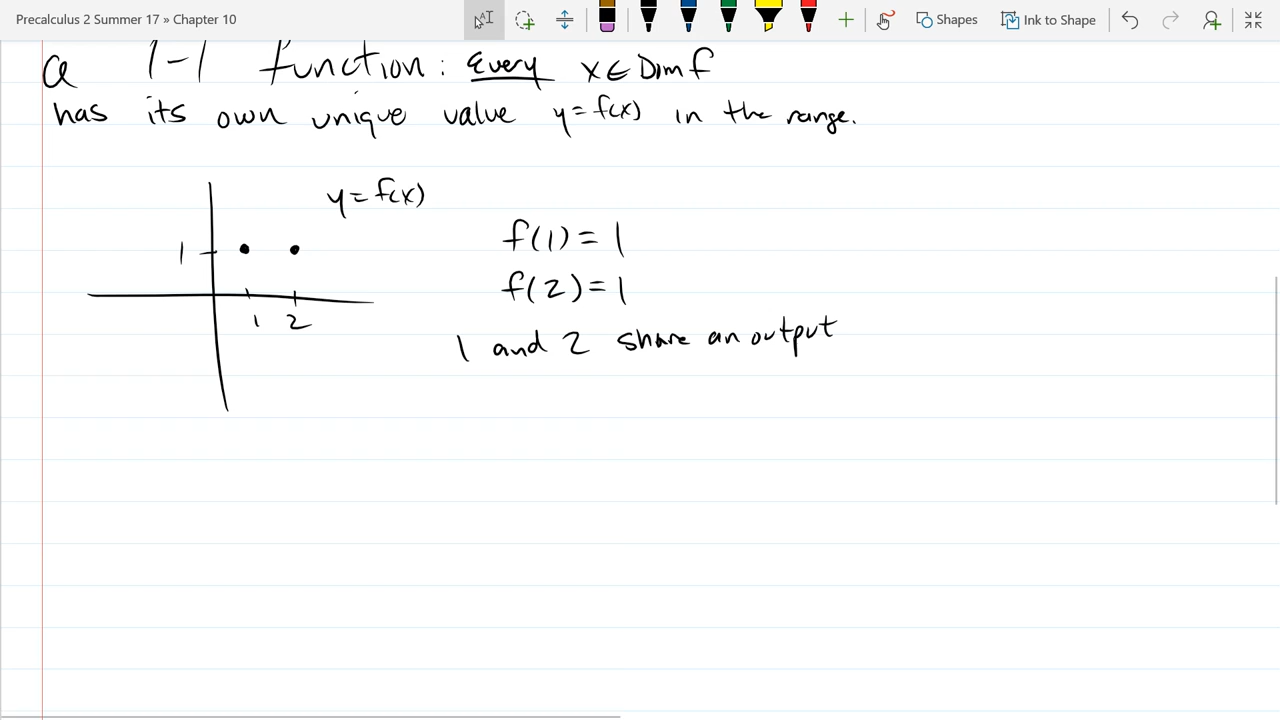 Precalculus 2 Summer 17 » Chapter 10
Shapes
Ink to Shape
a 1-1 function: Every x ∈ Dom f
has its own unique value y = f(x) in the range.
y = f(x)
1
1 2
f(1) = 1
f(2) = 1
1 and 2 share an output